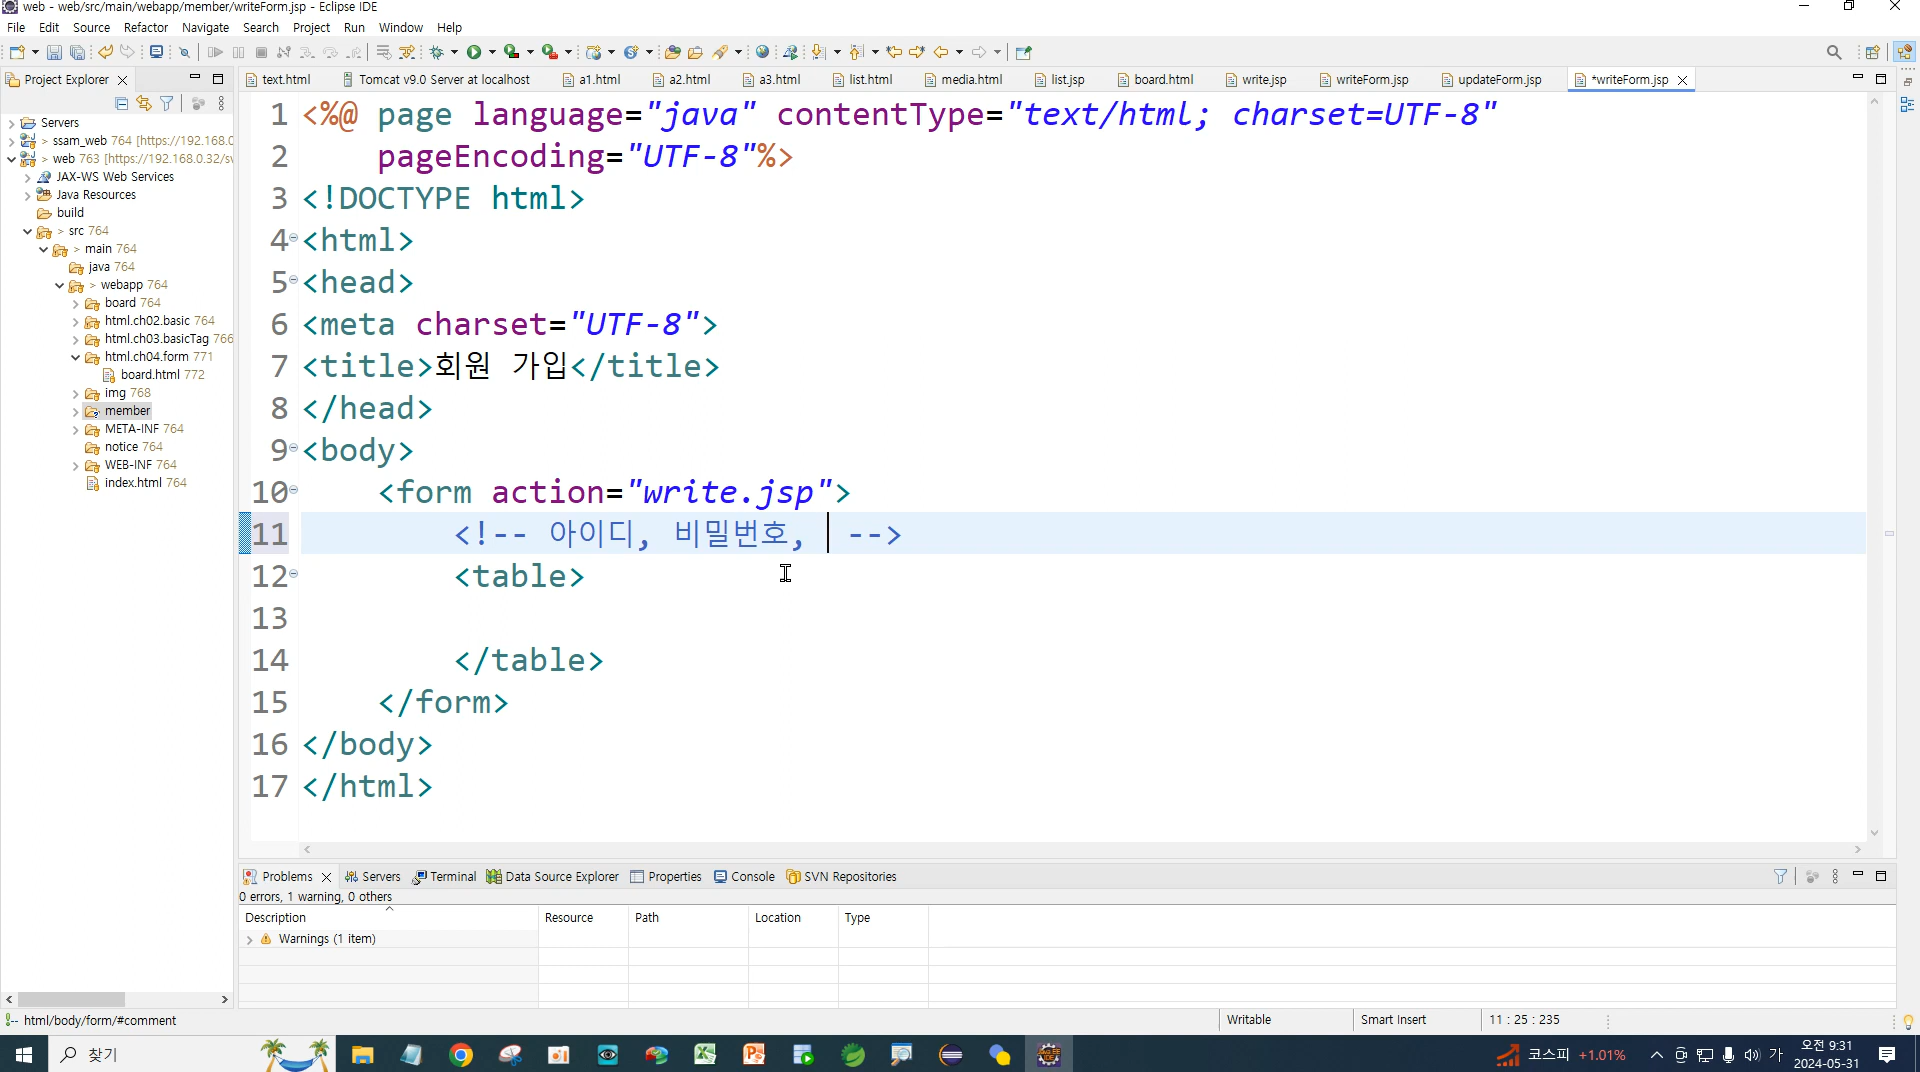 web - web/src/main/webapp/member/writeForm.jsp - Eclipse IDE
File Edit Source Refactor Navigate Search Project Run Window Help
Project Explorer
text.html Tomcat v9.0 Server at localhost a1.html a2.html a3.html list.html media.html list.jsp board.html write.jsp writeForm.jsp updateForm.jsp *writeForm.jsp
Servers
> ssam_web 764 [https://192.168.0
> web 763 [https://192.168.0.32/sv
JAX-WS Web Services
Java Resources
build
> src 764
> main 764
java 764
> webapp 764
board 764
html.ch02.basic 764
html.ch03.basicTag 766
html.ch04.form 771
board.html 772
img 768
member
META-INF 764
notice 764
WEB-INF 764
index.html 764
1 <%@ page language="java" contentType="text/html; charset=UTF-8"
2 pageEncoding="UTF-8"%>
3 <!DOCTYPE html>
4 <html>
5 <head>
6 <meta charset="UTF-8">
7 <title>회원 가입</title>
8 </head>
9 <body>
10 <form action="write.jsp">
11 <!-- 아이디, 비밀번호, -->
12 <table>
13
14 </table>
15 </form>
16 </body>
17 </html>
Problems Servers Terminal Data Source Explorer Properties Console SVN Repositories
0 errors, 1 warning, 0 others
Description Resource Path Location Type
Warnings (1 item)
html/body/form/#comment Writable Smart Insert 11 : 25 : 235
찾기 코스피 +1.01% 가 오전 9:31
2024-05-31